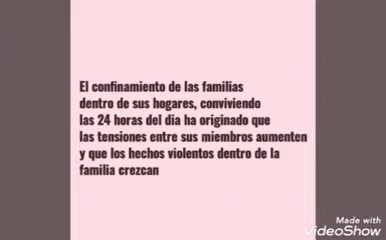 El confinamiento de las familias
dentro de sus hogares, conviviendo
las 24 horas del dia ha originado que
las tensiones entre sus miembros aumenten
y que los hechos violentos dentro de la
familia crezcan
Made with
VideoShow